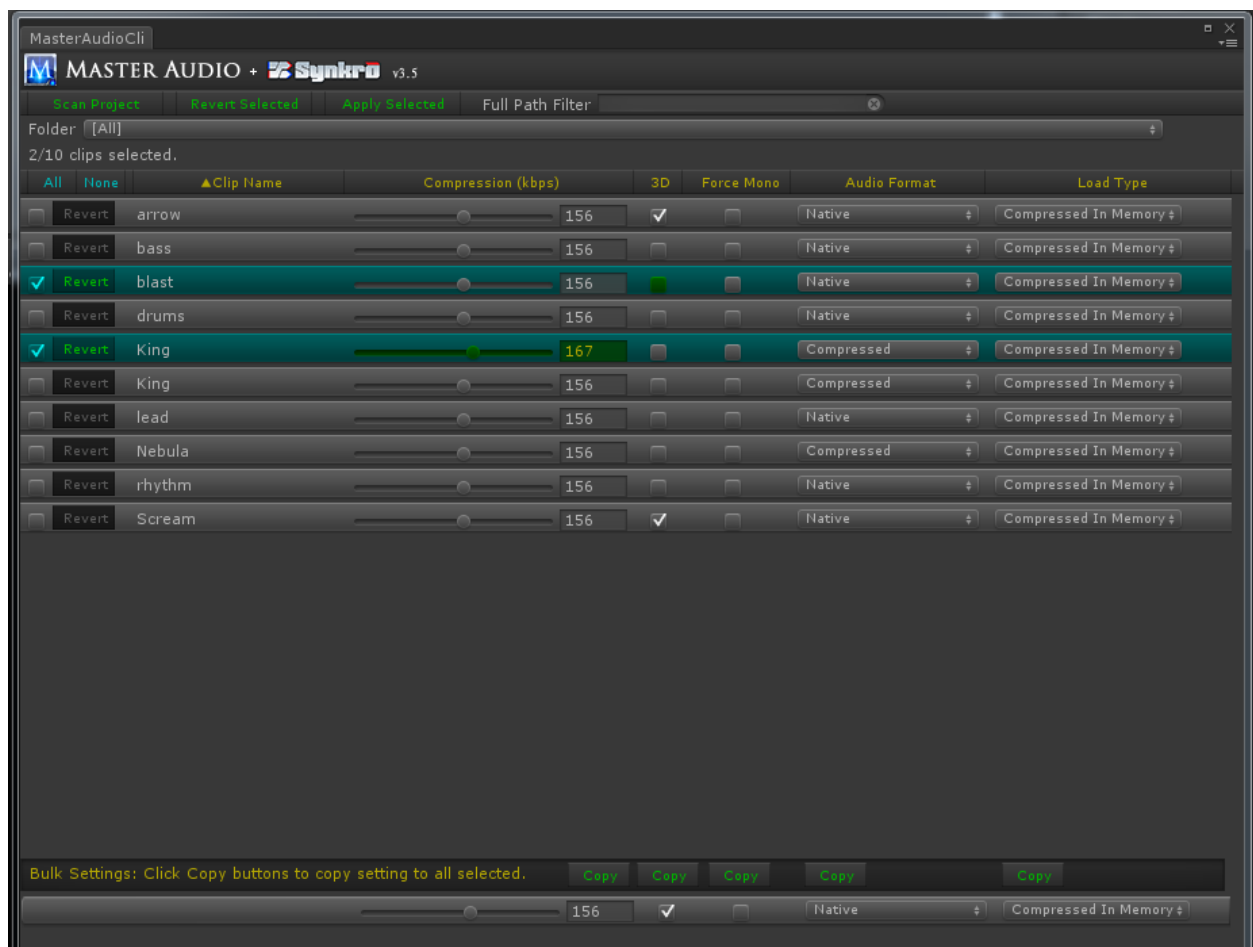 MasterAudioCli
M MASTER AUDIO + Synkro v3.5
Scan Project Revert Selected Apply Selected Full Path Filter
Folder [All]
2/10 clips selected.
All None ▲Clip Name Compression (kbps) 3D Force Mono Audio Format Load Type
Revert arrow 156 Native Compressed In Memory
Revert bass 156 Native Compressed In Memory
Revert blast 156 Native Compressed In Memory
Revert drums 156 Native Compressed In Memory
Revert King 167 Compressed Compressed In Memory
Revert King 156 Compressed Compressed In Memory
Revert lead 156 Native Compressed In Memory
Revert Nebula 156 Compressed Compressed In Memory
Revert rhythm 156 Native Compressed In Memory
Revert Scream 156 Native Compressed In Memory
Bulk Settings: Click Copy buttons to copy setting to all selected. Copy Copy Copy Copy Copy
156 Native Compressed In Memory